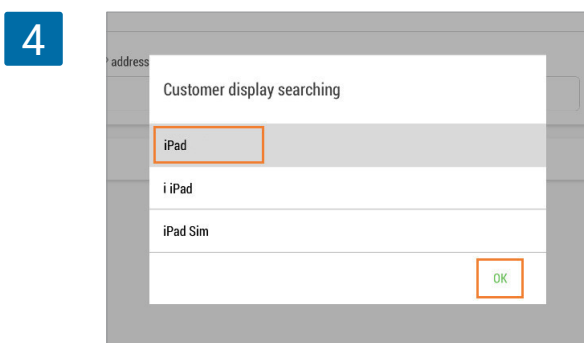 4
address
Customer display searching
iPad
i iPad
iPad Sim
OK